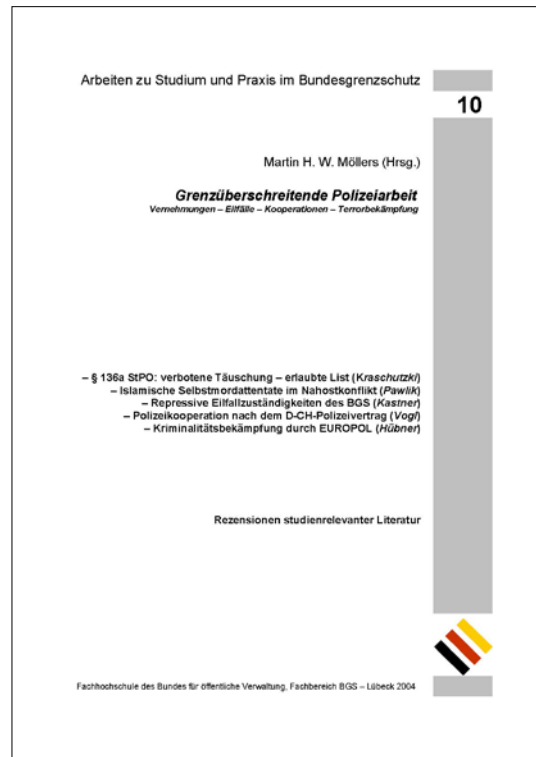 Arbeiten zu Studium und Praxis im Bundesgrenzschutz
10
Martin H. W. Möllers (Hrsg.)
Grenzüberschreitende Polizeiarbeit
Vernehmungen – Eilfälle – Kooperationen – Terrorbekämpfung
– § 136a StPO: verbotene Täuschung – erlaubte List (Kraschutzki)
– Islamische Selbstmordattentate im Nahostkonflikt (Pawlik)
– Repressive Eilfallzuständigkeiten des BGS (Kastner)
– Polizeikooperation nach dem D-CH-Polizeivertrag (Vogl)
– Kriminalitätsbekämpfung durch EUROPOL (Hübner)
Rezensionen studienrelevanter Literatur
Fachhochschule des Bundes für öffentliche Verwaltung, Fachbereich BGS – Lübeck 2004